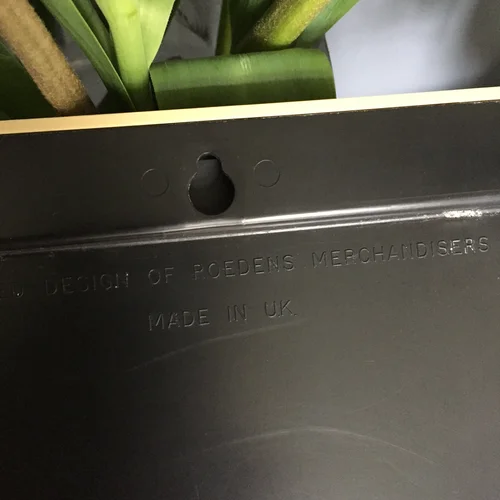 DESIGN OF ROEDENS MERCHANDISERS
MADE IN UK